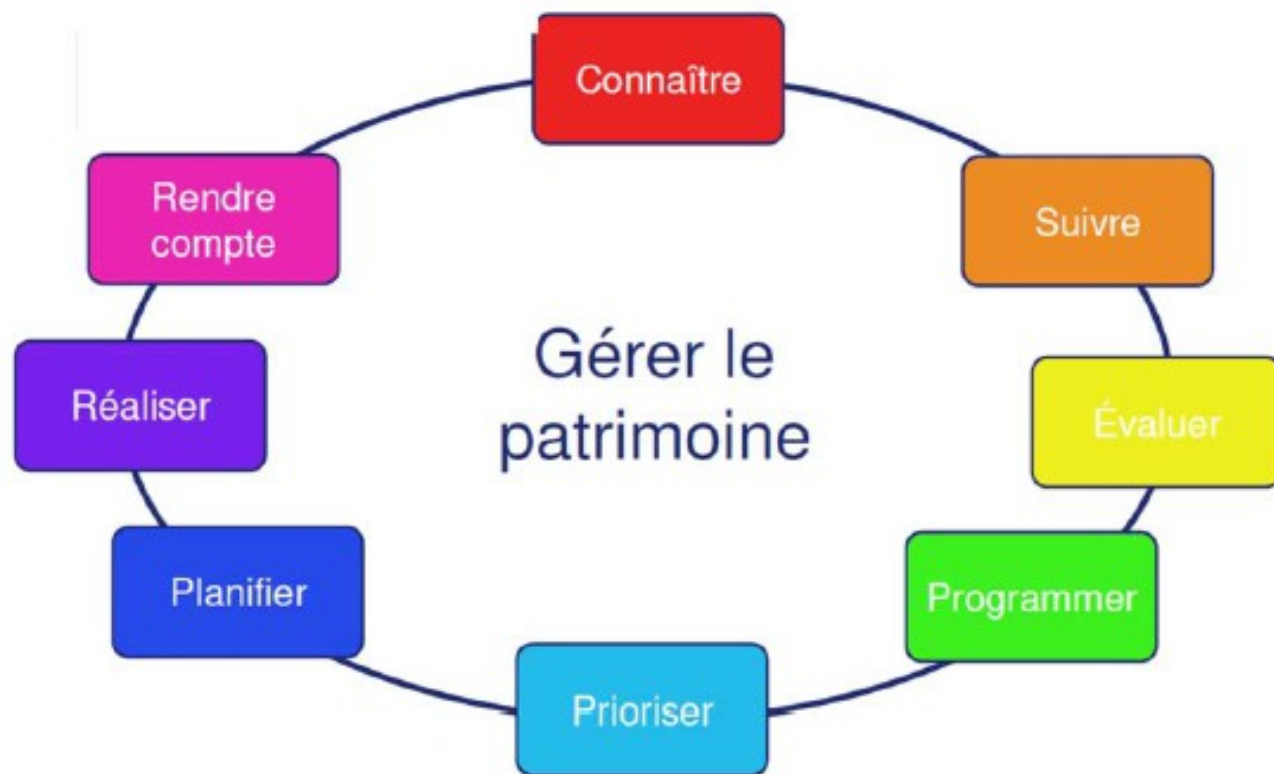 Connaître
Suivre
Évaluer
Programmer
Prioriser
Planifier
Réaliser
Rendre
compte
Gérer le
patrimoine